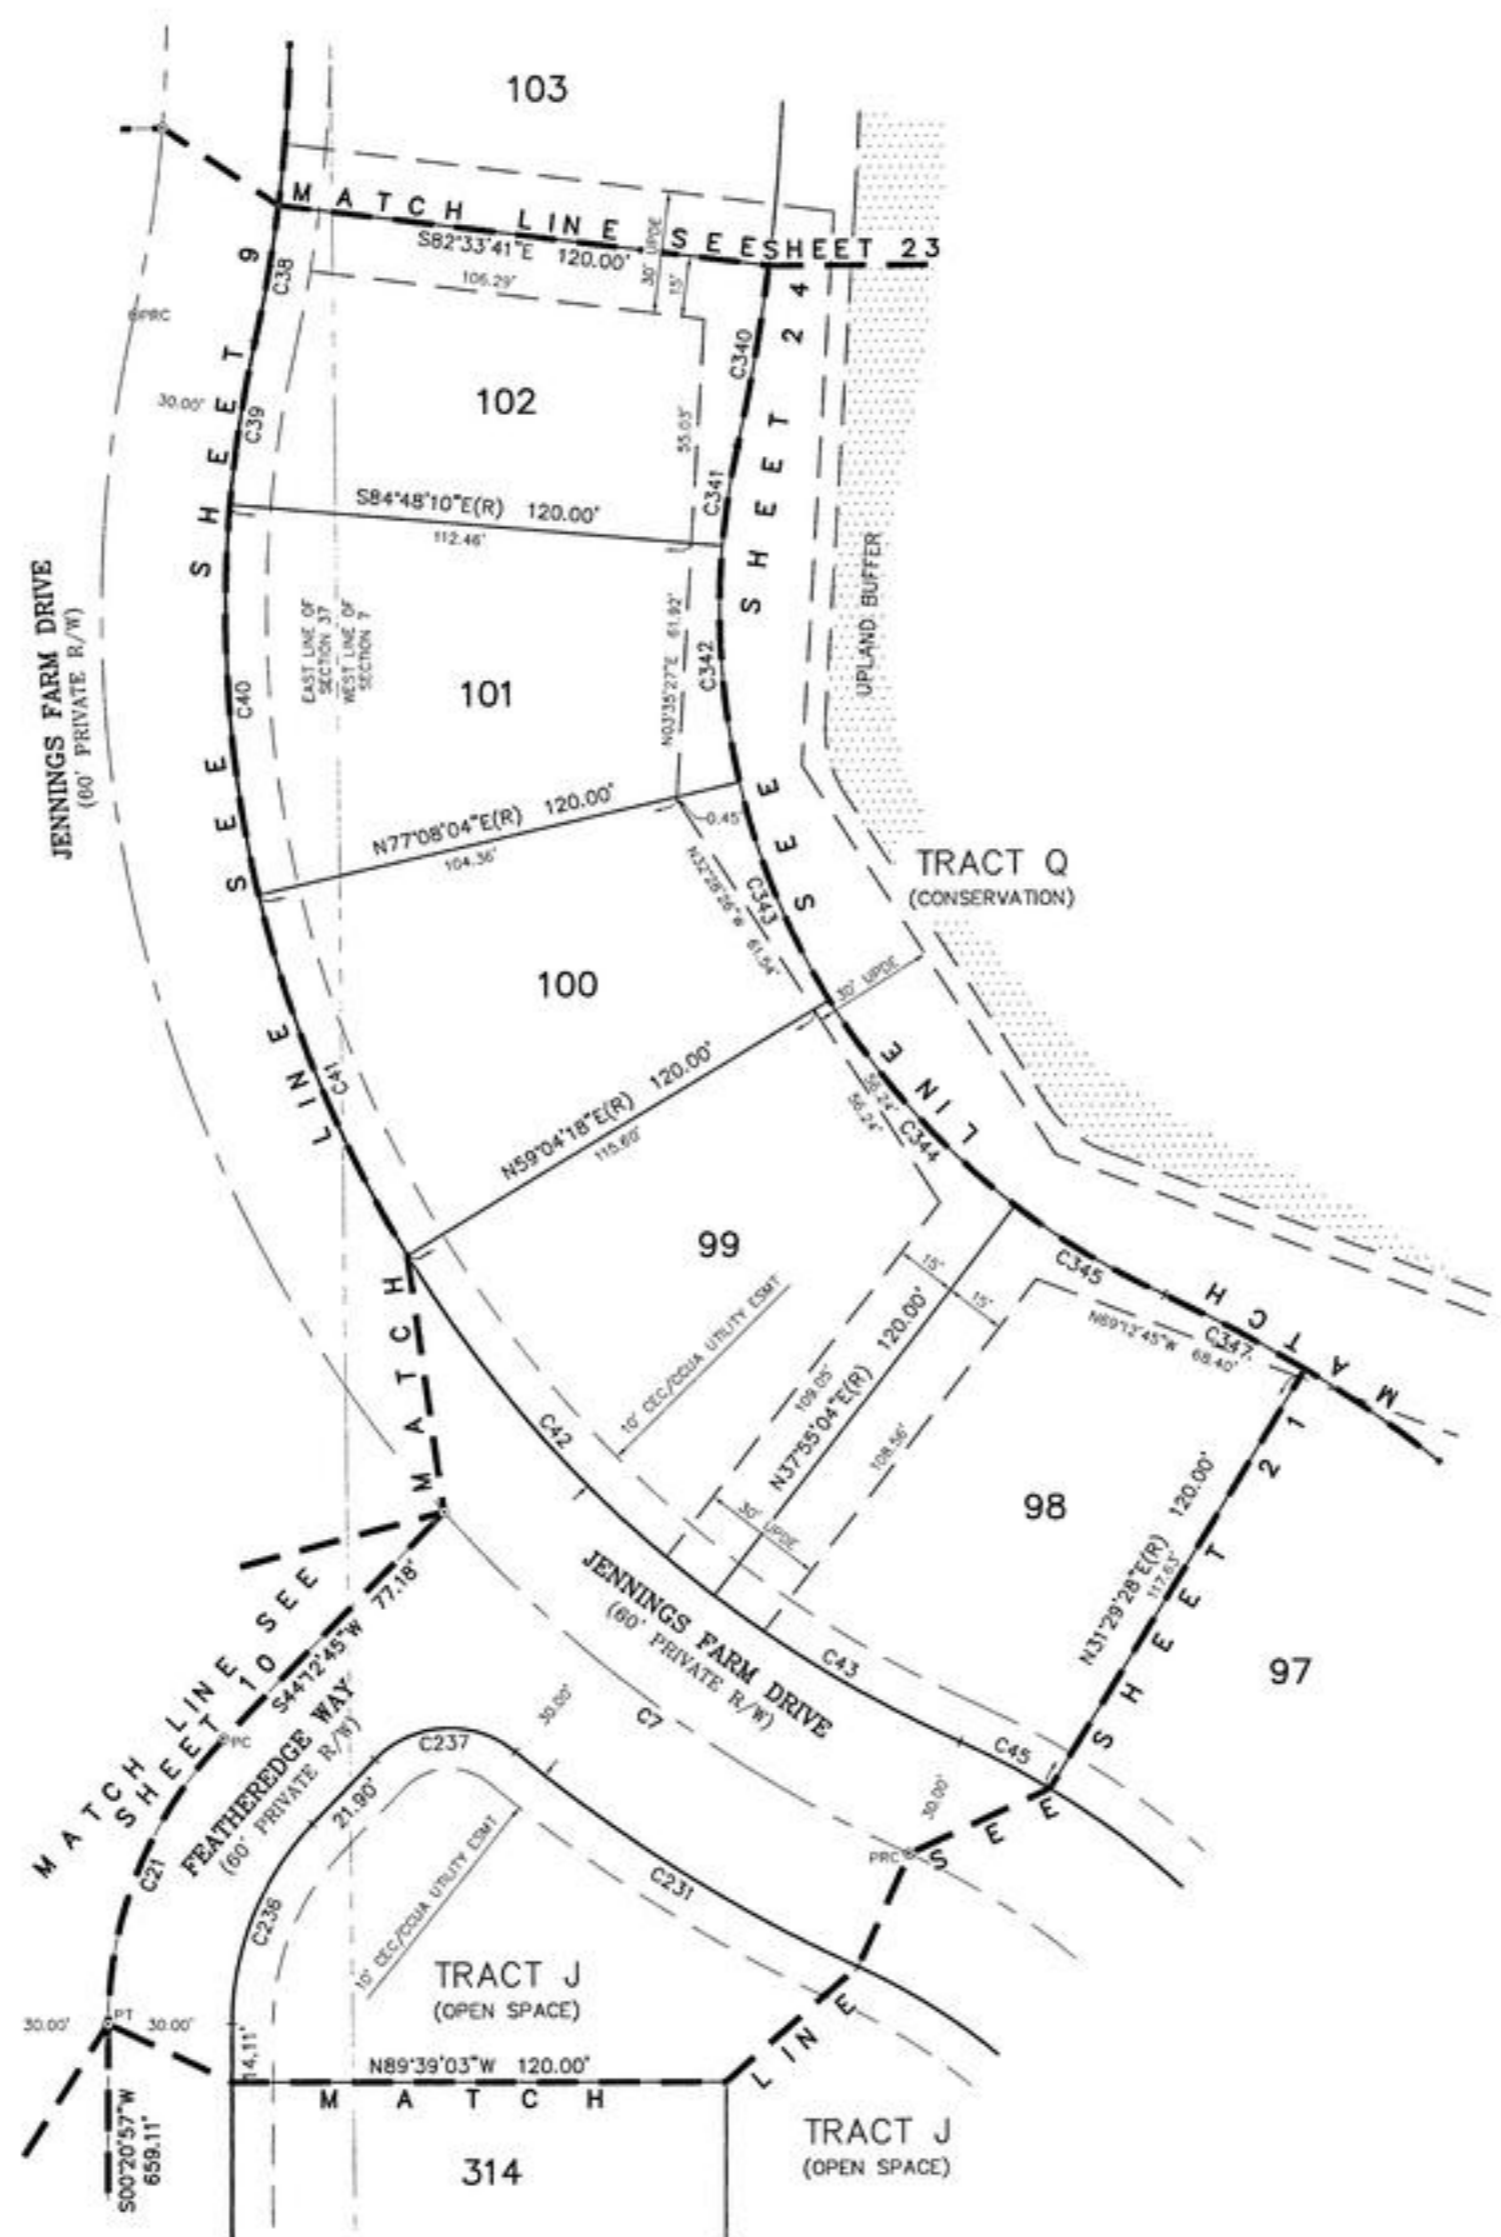 103
MATCH LINE SEE SHEET 23
S82°33'41"E 120.00'
106.29'
30' UPDE
15'
C38
PRC
C340
102
30.00'
C39
55.03'
C341
S84°48'10"E(R) 120.00'
112.46'
JENNINGS FARM DRIVE
(60' PRIVATE R/W)
EAST LINE OF
SECTION 37
WEST LINE OF
SECTION 7
101
N03°35'27"E 61.92'
C342
UPLAND BUFFER
C40
N77°08'04"E(R) 120.00'
104.36'
0.45'
TRACT Q
(CONSERVATION)
N32°28'26"W 61.54'
C343
100
30' UPDE
C41
MATCH LINE SEE SHEET 9
MATCH LINE SEE SHEET 24
N59°04'18"E(R) 120.00'
115.60'
56.24'
56.24'
C344
99
15'
15'
C345
10' CEC/CCUA UTILITY ESMT
N69°12'45"W 68.40'
C347
109.05'
N37°55'04"E(R) 120.00'
108.56'
C42
98
30' UPDE
N31°29'28"E(R) 120.00'
117.63'
JENNINGS FARM DRIVE
(60' PRIVATE R/W)
97
C43
C45
C7
MATCH LINE SEE
SHEET 10
S44°12'45"W 77.18'
PC
FEATHEREDGE WAY
(60' PRIVATE R/W)
C237
30.00'
30.00'
21.90'
PRC
C21
C236
C231
10' CEC/CCUA UTILITY ESMT
TRACT J
(OPEN SPACE)
PT
30.00'
30.00'
14.11'
N89°39'03"W 120.00'
MATCH LINE SEE SHEET 21
S00°20'57"W
659.11'
314
TRACT J
(OPEN SPACE)